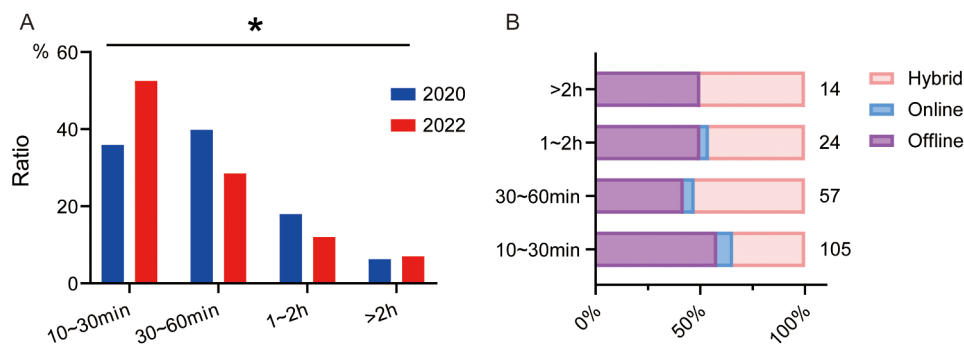 A
*
% 60
40
20
0
Ratio
2020
2022
10~30min
30~60min
1~2h
>2h
B
>2h
14
1~2h
24
30~60min
57
10~30min
105
0%
50%
100%
Hybrid
Online
Offline